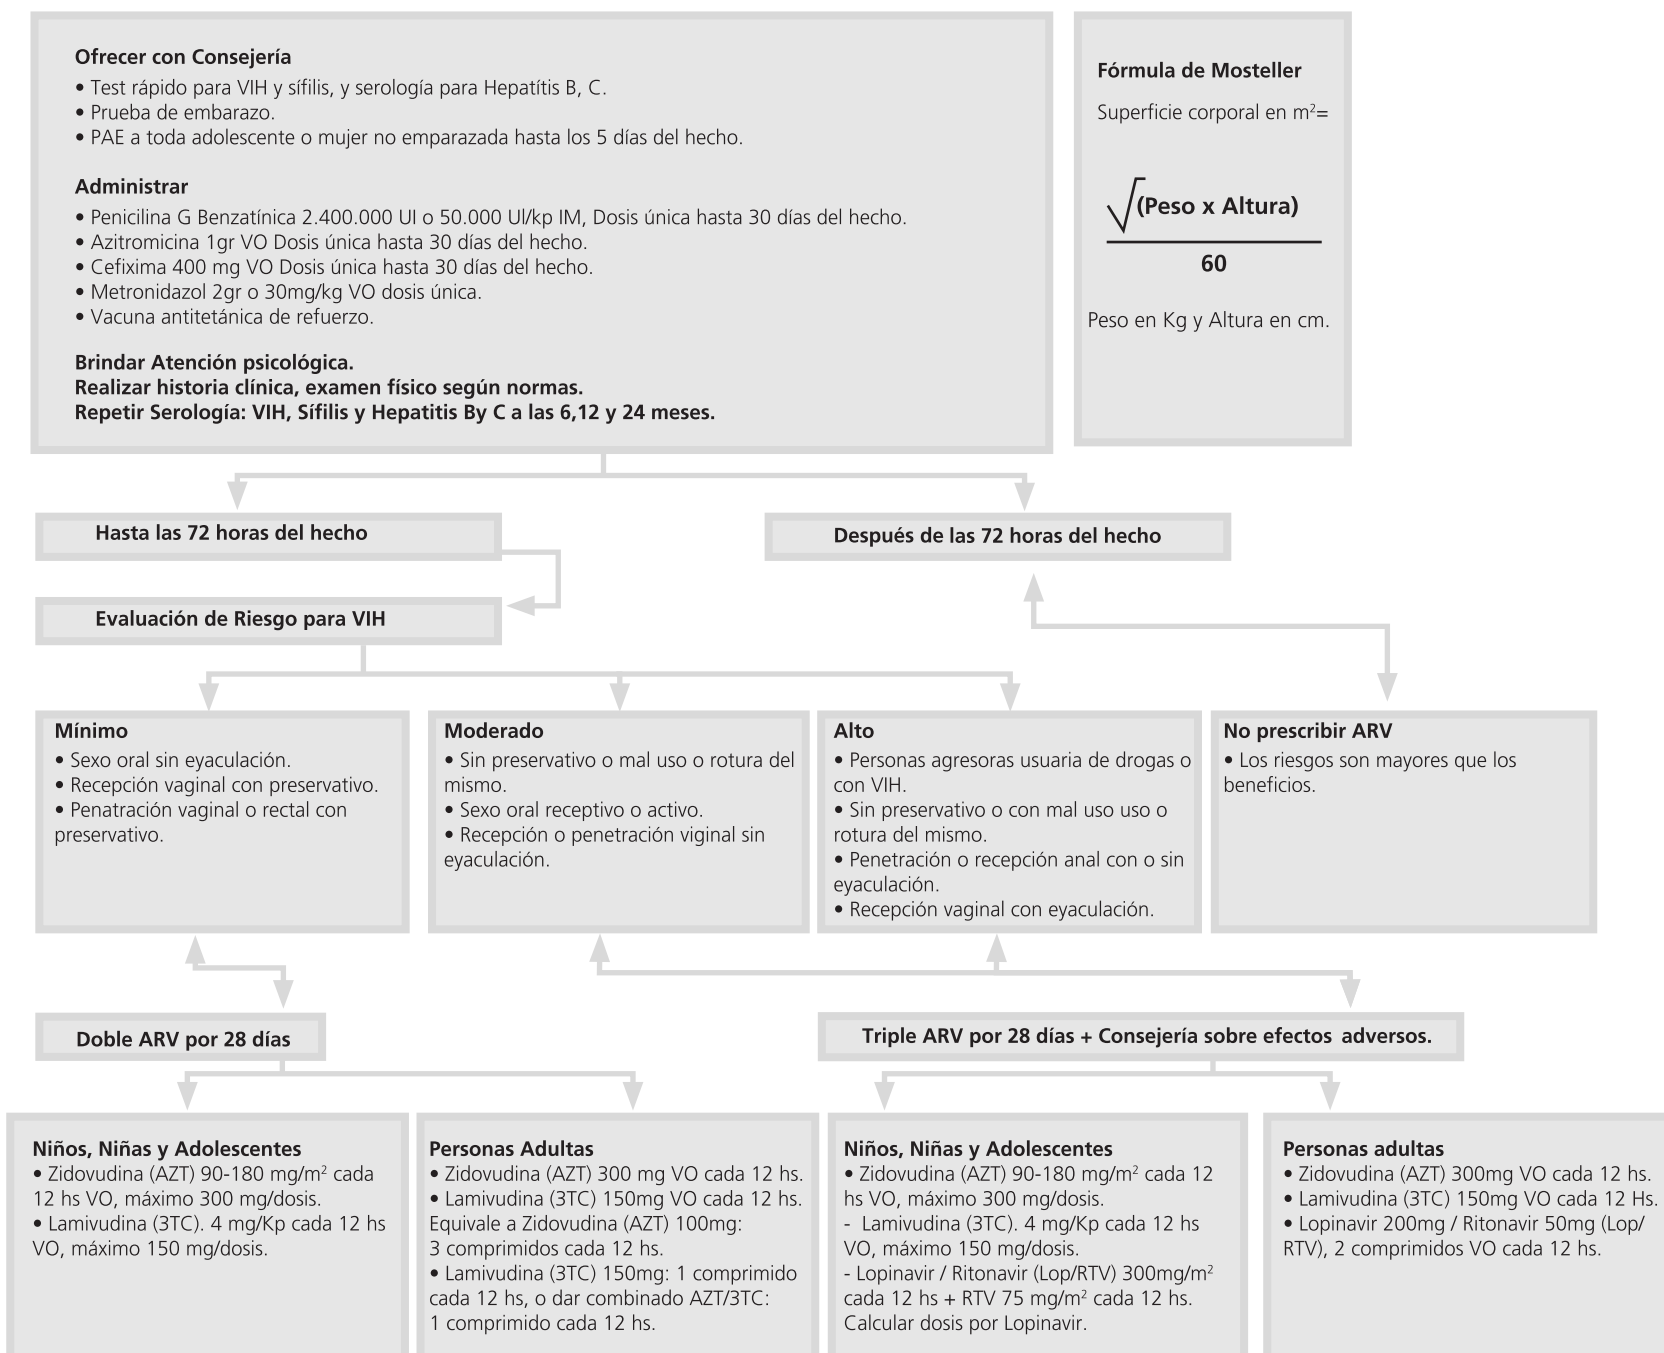 Ofrecer con Consejería
• Test rápido para VIH y sífilis, y serología para Hepatítis B, C.
• Prueba de embarazo.
• PAE a toda adolescente o mujer no emparazada hasta los 5 días del hecho.
Administrar
• Penicilina G Benzatínica 2.400.000 UI o 50.000 UI/kp IM, Dosis única hasta 30 días del hecho.
• Azitromicina 1gr VO Dosis única hasta 30 días del hecho.
• Cefixima 400 mg VO Dosis única hasta 30 días del hecho.
• Metronidazol 2gr o 30mg/kg VO dosis única.
• Vacuna antitetánica de refuerzo.
Brindar Atención psicológica.
Realizar historia clínica, examen físico según normas.
Repetir Serología: VIH, Sífilis y Hepatitis By C a las 6,12 y 24 meses.
Fórmula de Mosteller
Superficie corporal en m²=
√(Peso x Altura)
60
Peso en Kg y Altura en cm.
Hasta las 72 horas del hecho
Después de las 72 horas del hecho
Evaluación de Riesgo para VIH
Mínimo
• Sexo oral sin eyaculación.
• Recepción vaginal con preservativo.
• Penatración vaginal o rectal con
preservativo.
Moderado
• Sin preservativo o mal uso o rotura del
mismo.
• Sexo oral receptivo o activo.
• Recepción o penetración viginal sin
eyaculación.
Alto
• Personas agresoras usuaria de drogas o
con VIH.
• Sin preservativo o con mal uso uso o
rotura del mismo.
• Penetración o recepción anal con o sin
eyaculación.
• Recepción vaginal con eyaculación.
No prescribir ARV
• Los riesgos son mayores que los
beneficios.
Doble ARV por 28 días
Triple ARV por 28 días + Consejería sobre efectos adversos.
Niños, Niñas y Adolescentes
• Zidovudina (AZT) 90-180 mg/m² cada
12 hs VO, máximo 300 mg/dosis.
• Lamivudina (3TC). 4 mg/Kp cada 12 hs
VO, máximo 150 mg/dosis.
Personas Adultas
• Zidovudina (AZT) 300 mg VO cada 12 hs.
• Lamivudina (3TC) 150mg VO cada 12 hs.
Equivale a Zidovudina (AZT) 100mg:
3 comprimidos cada 12 hs.
• Lamivudina (3TC) 150mg: 1 comprimido
cada 12 hs, o dar combinado AZT/3TC:
1 comprimido cada 12 hs.
Niños, Niñas y Adolescentes
• Zidovudina (AZT) 90-180 mg/m² cada 12
hs VO, máximo 300 mg/dosis.
- Lamivudina (3TC). 4 mg/Kp cada 12 hs
VO, máximo 150 mg/dosis.
- Lopinavir / Ritonavir (Lop/RTV) 300mg/m²
cada 12 hs + RTV 75 mg/m² cada 12 hs.
Calcular dosis por Lopinavir.
Personas adultas
• Zidovudina (AZT) 300mg VO cada 12 hs.
• Lamivudina (3TC) 150mg VO cada 12 Hs.
• Lopinavir 200mg / Ritonavir 50mg (Lop/
RTV), 2 comprimidos VO cada 12 hs.